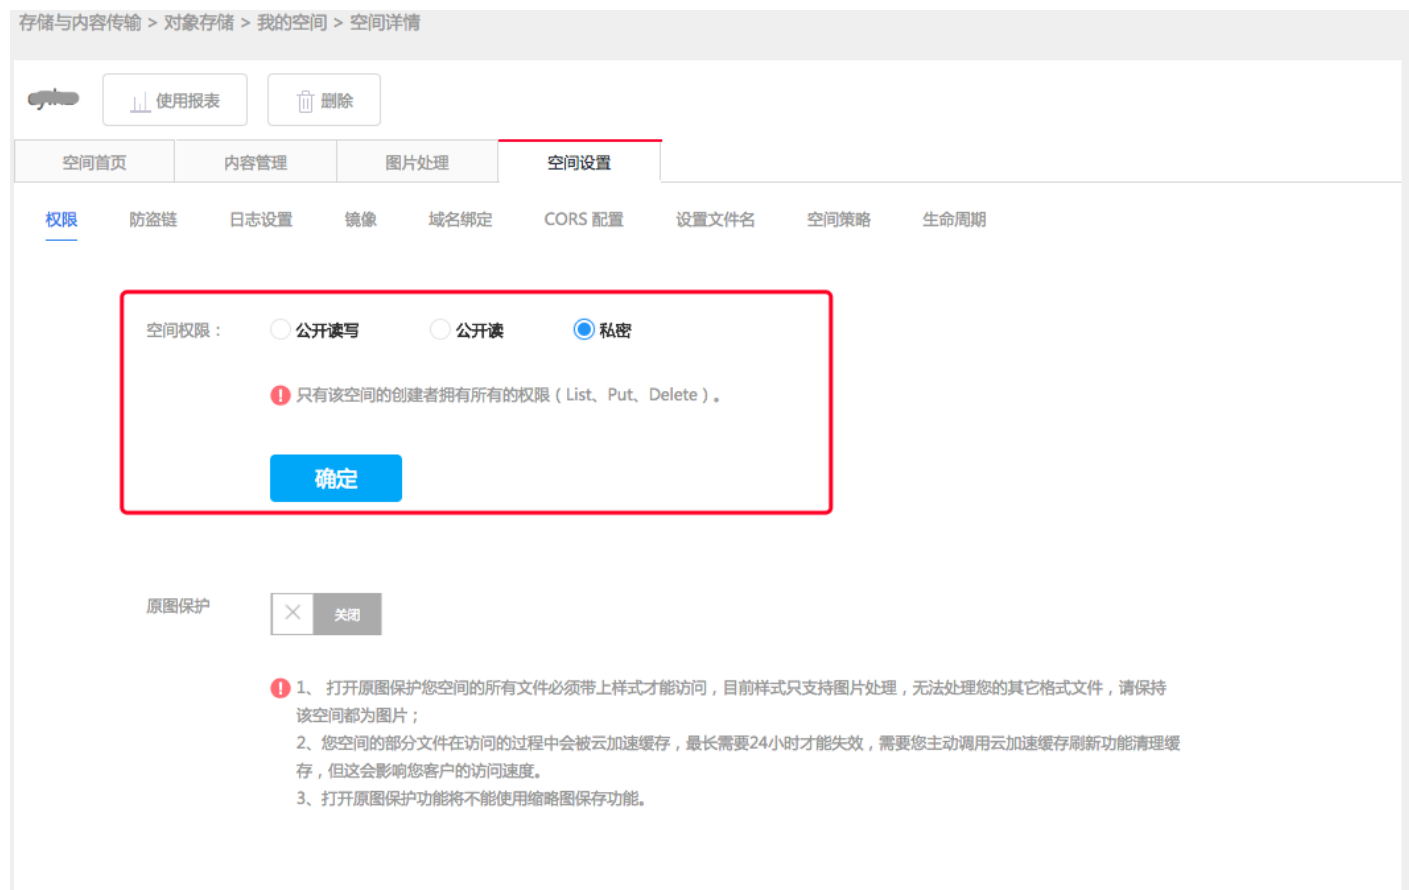 存储与内容传输 > 对象存储 > 我的空间 > 空间详情
使用报表 删除
空间首页 内容管理 图片处理 空间设置
权限 防盗链 日志设置 镜像 域名绑定 CORS 配置 设置文件名 空间策略 生命周期
空间权限： 公开读写 公开读 私密
只有该空间的创建者拥有所有的权限（List、Put、Delete）。
确定
原图保护 关闭
1、 打开原图保护您空间的所有文件必须带上样式才能访问，目前样式只支持图片处理，无法处理您的其它格式文件，请保持
该空间都为图片；
2、您空间的部分文件在访问的过程中会被云加速缓存，最长需要24小时才能失效，需要您主动调用云加速缓存刷新功能清理缓
存，但这会影响您客户的访问速度。
3、打开原图保护功能将不能使用缩略图保存功能。